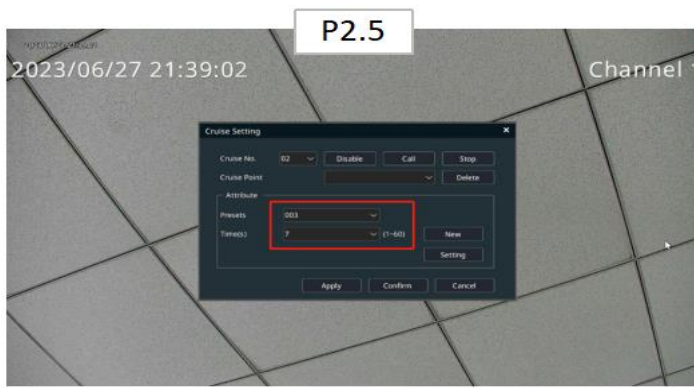 P2.5
2023/06/27 21:39:02
Channel
Cruise Setting
Cruise No. 02 Disable Call Stop
Cruise Point Delete
Attribute
Presets 003
Time(s) 7 (1~60) New
Setting
Apply Confirm Cancel